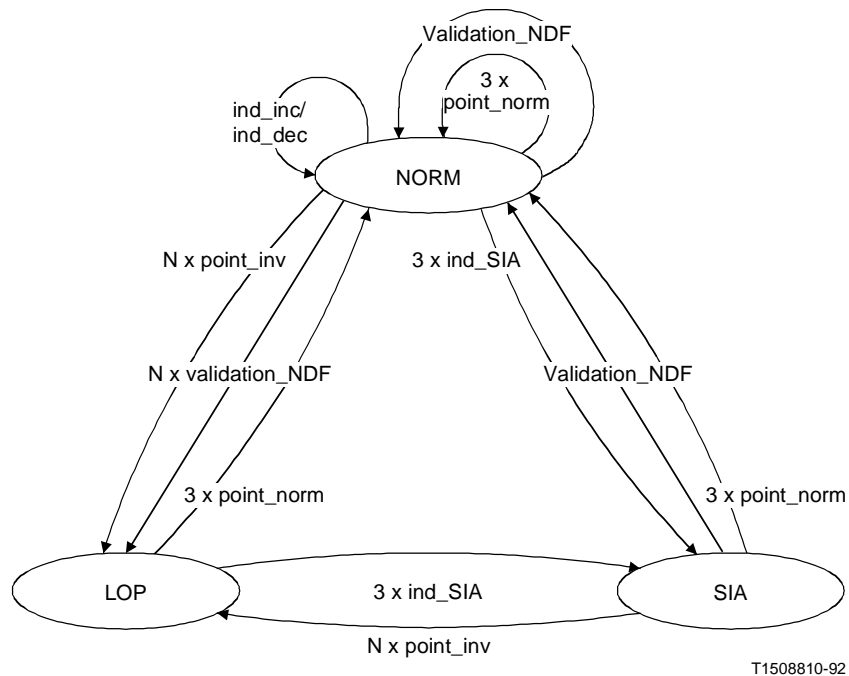 Validation_NDF
3 x
point_norm
ind_inc/
ind_dec
NORM
N x point_inv
3 x ind_SIA
N x validation_NDF
Validation_NDF
3 x point_norm
3 x point_norm
LOP
3 x ind_SIA
SIA
N x point_inv
T1508810-92